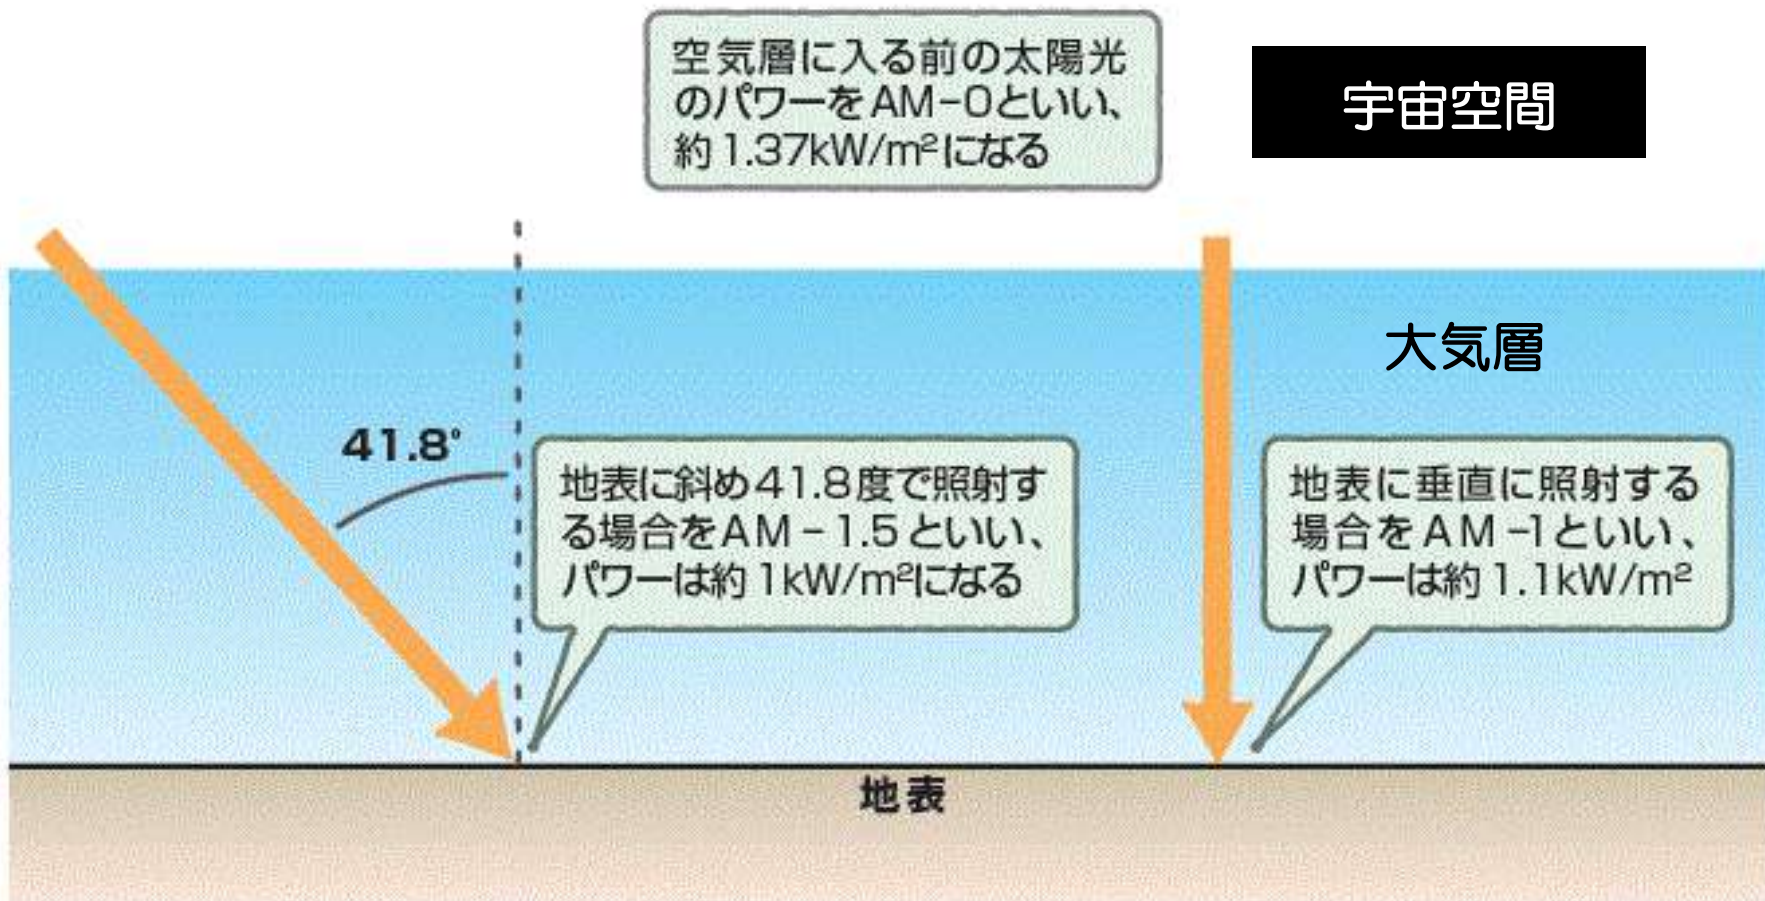 空気層に入る前の太陽光
のパワーをAM-0といい、
約1.37kW/m²になる
宇宙空間
大気層
41.8°
地表に斜め41.8度で照射す
る場合をAM-1.5といい、
パワーは約1kW/m²になる
地表に垂直に照射する
場合をAM-1といい、
パワーは約1.1kW/m²
地表